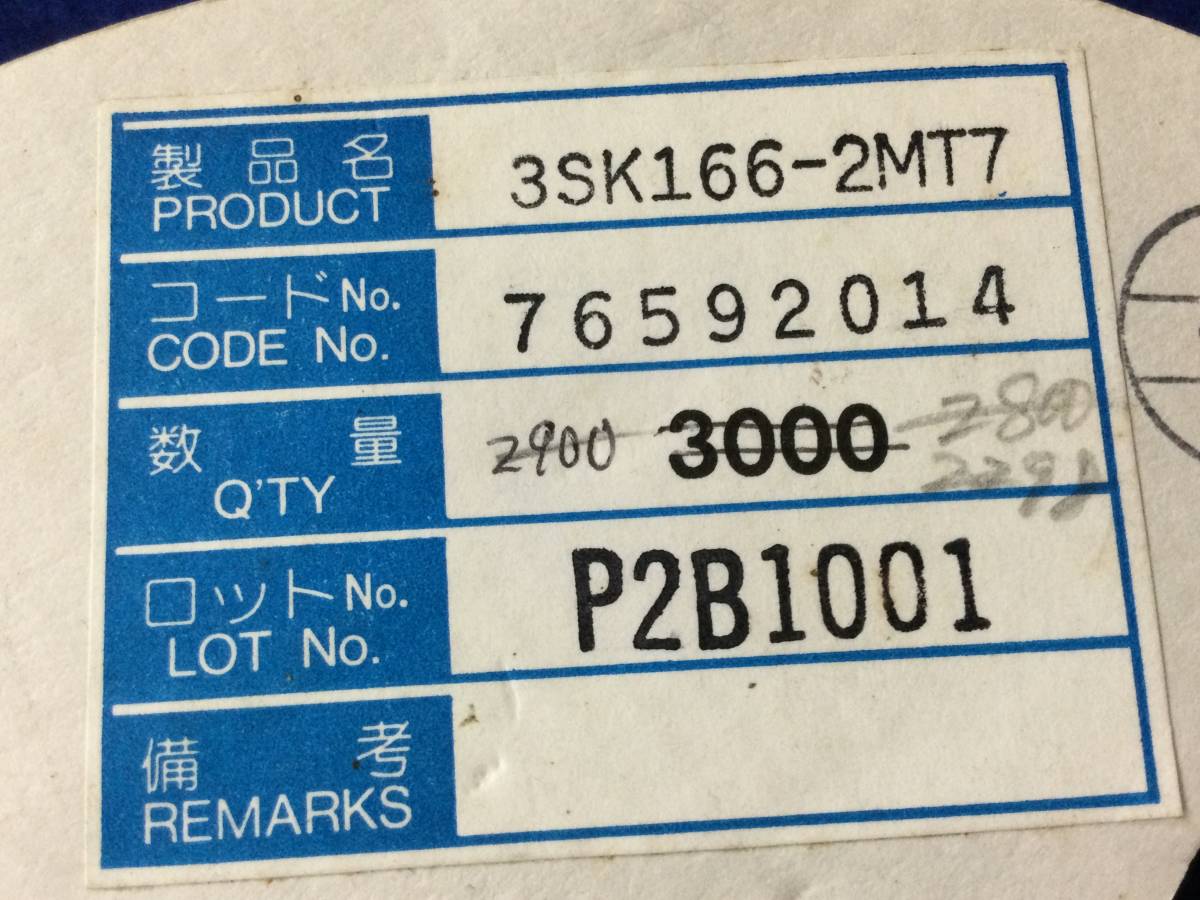 製品名 3SK166-2MT7
PRODUCT
コードNo. 76592014
CODE No.
数量 2900 3000 2800
Q'TY
ロットNo. P2B1001
LOT No.
備考
REMARKS